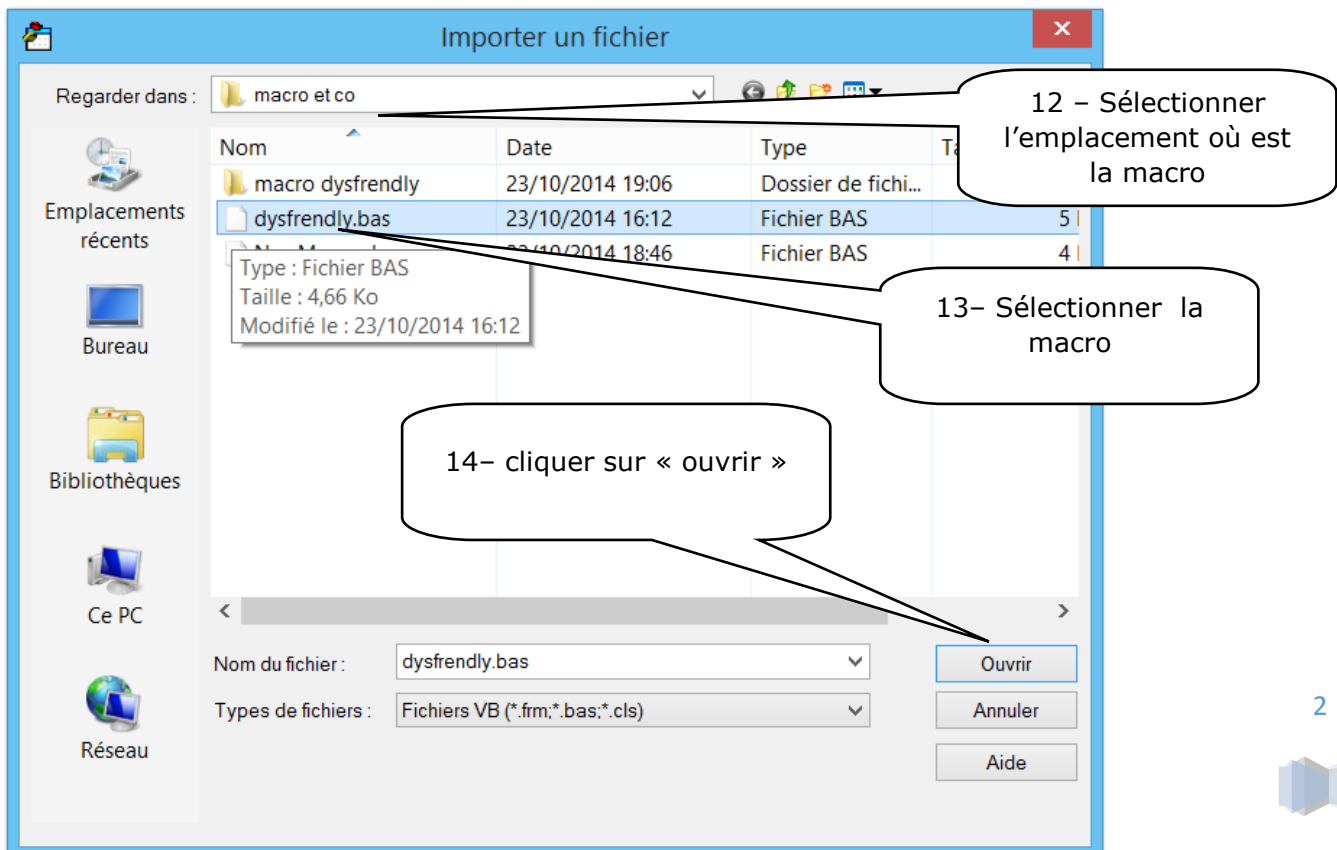 Importer un fichier
Regarder dans :
macro et co
12 – Sélectionner
l'emplacement où est
la macro
Nom
Date
Type
macro dysfrendly
23/10/2014 19:06
Dossier de fichi...
dysfrendly.bas
23/10/2014 16:12
Fichier BAS
5
18:46
Fichier BAS
4
Type : Fichier BAS
Taille : 4,66 Ko
Modifié le : 23/10/2014 16:12
13– Sélectionner la
macro
14– cliquer sur « ouvrir »
Emplacements
récents
Bureau
Bibliothèques
Ce PC
Réseau
Nom du fichier :
dysfrendly.bas
Ouvrir
Types de fichiers :
Fichiers VB (*.frm;*.bas;*.cls)
Annuler
Aide
2